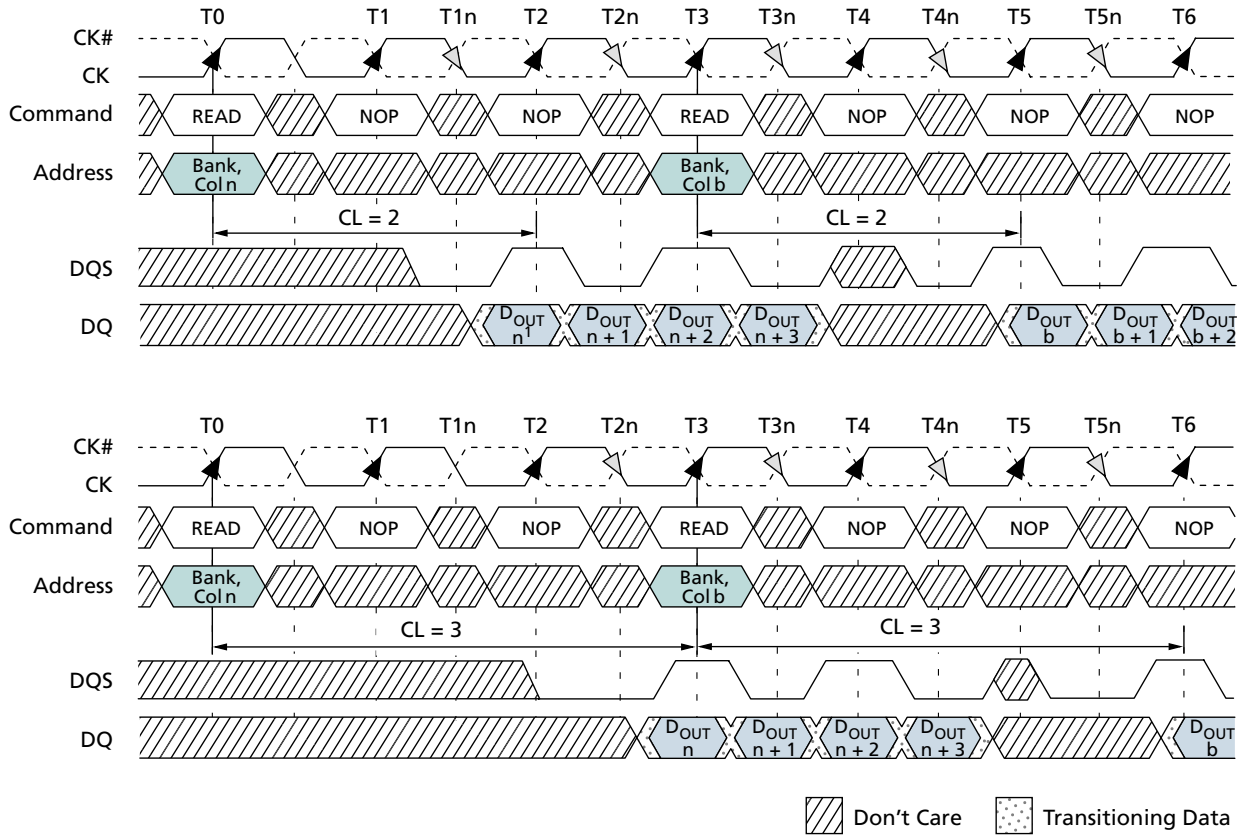 T0 T1 T1n T2 T2n T3 T3n T4 T4n T5 T5n T6
CK#
CK
Command READ NOP NOP READ NOP NOP NOP
Address Bank, Col n Bank, Col b
CL = 2 CL = 2
DQS
DQ DOUT n1 DOUT n + 1 DOUT n + 2 DOUT n + 3 DOUT b DOUT b + 1 DOUT b + 2
T0 T1 T1n T2 T2n T3 T3n T4 T4n T5 T5n T6
CK#
CK
Command READ NOP NOP READ NOP NOP NOP
Address Bank, Col n Bank, Col b
CL = 3 CL = 3
DQS
DQ DOUT n DOUT n + 1 DOUT n + 2 DOUT n + 3 DOUT b
Don't Care Transitioning Data